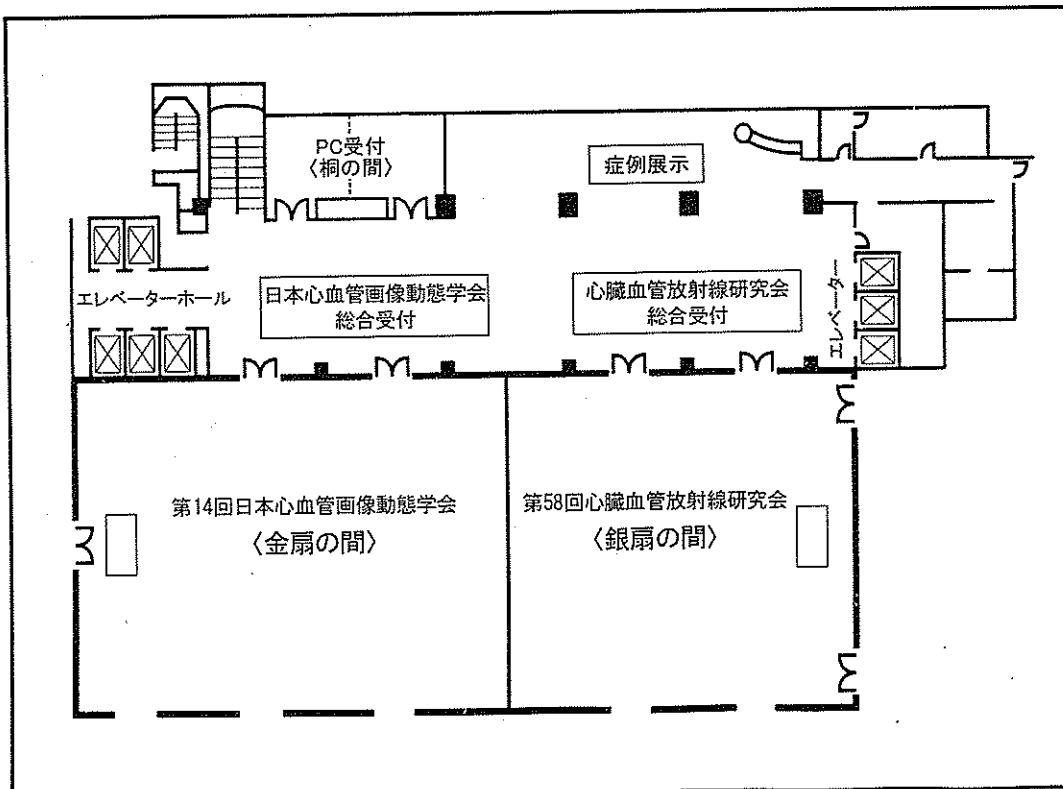 PC受付
〈桐の間〉
症例展示
エレベーターホール
日本心血管画像動態学会
総合受付
心臓血管放射線研究会
総合受付
エレベーター
第14回日本心血管画像動態学会
〈金扇の間〉
第58回心臓血管放射線研究会
〈銀扇の間〉